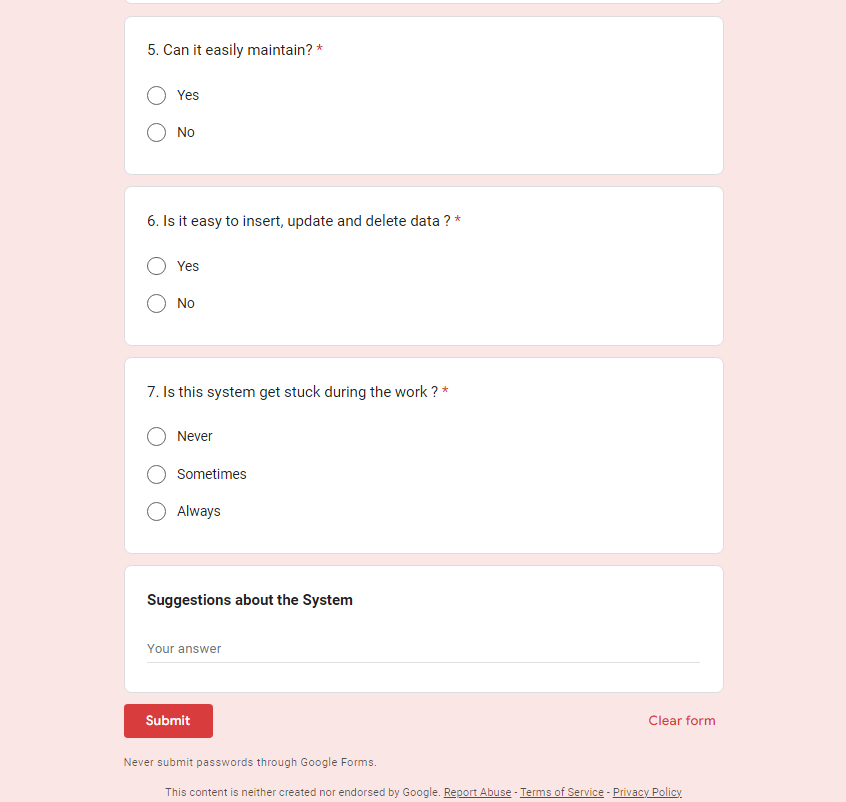 5. Can it easily maintain? *
Yes
No
6. Is it easy to insert, update and delete data ? *
Yes
No
7. Is this system get stuck during the work ? *
Never
Sometimes
Always
Suggestions about the System
Your answer
Submit
Clear form
Never submit passwords through Google Forms.
This content is neither created nor endorsed by Google. Report Abuse - Terms of Service - Privacy Policy